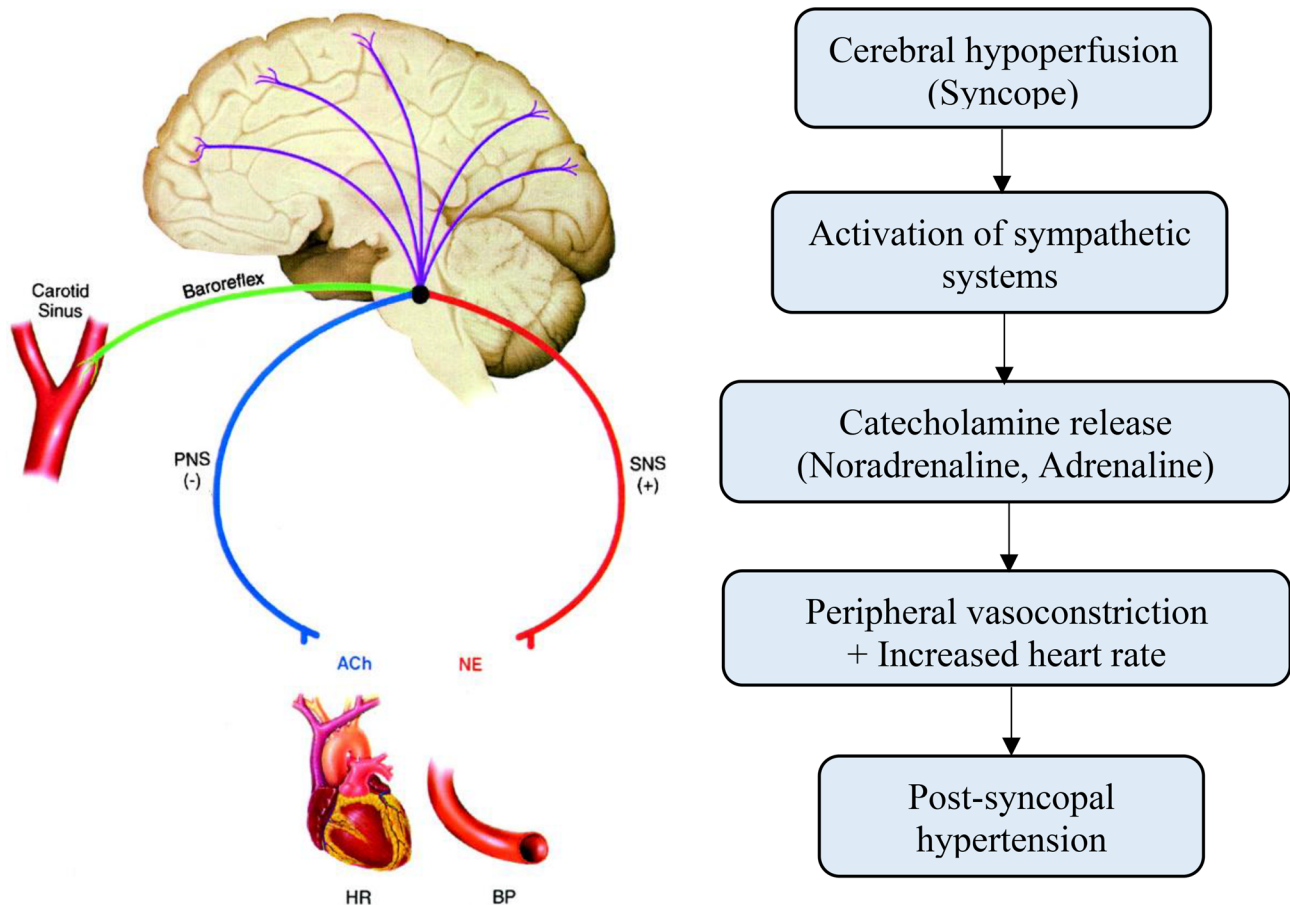 Carotid
Sinus
Baroreflex
PNS
(-)
SNS
(+)
ACh
NE
HR
BP
Cerebral hypoperfusion
(Syncope)
Activation of sympathetic
systems
Catecholamine release
(Noradrenaline, Adrenaline)
Peripheral vasoconstriction
+ Increased heart rate
Post-syncopal
hypertension